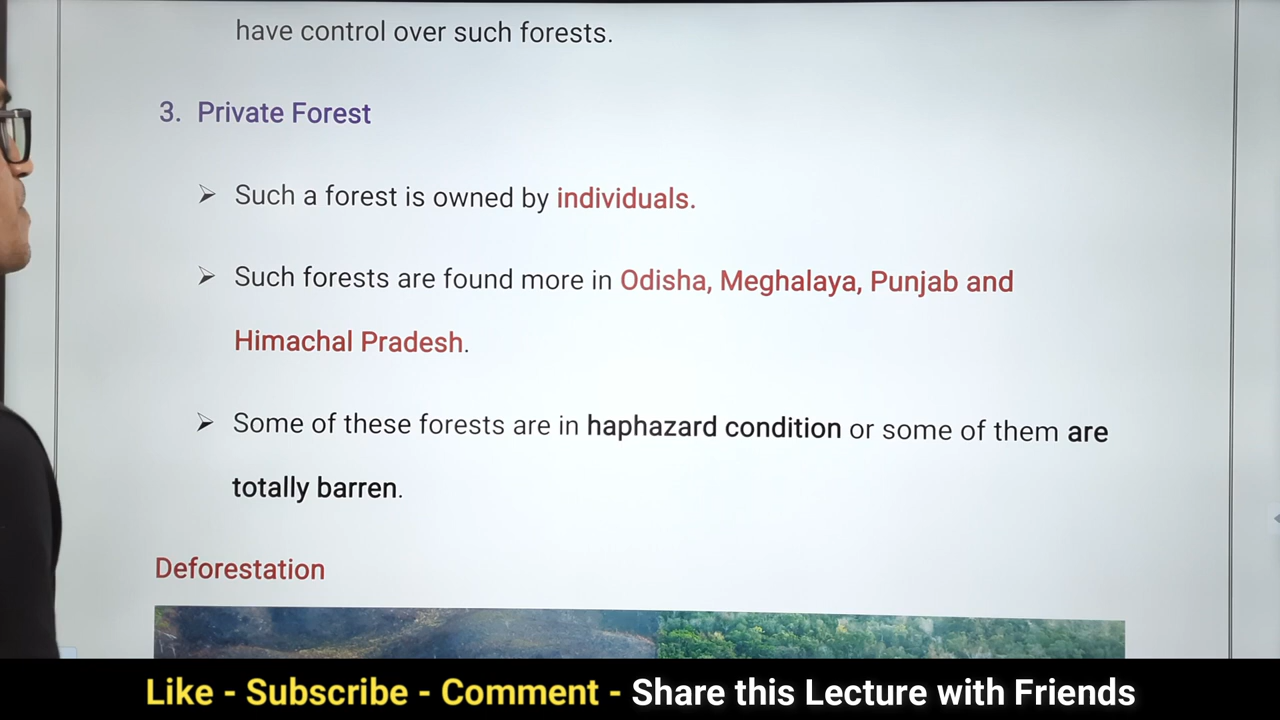 have control over such forests.
3. Private Forest
➢ Such a forest is owned by individuals.
➢ Such forests are found more in Odisha, Meghalaya, Punjab and
Himachal Pradesh.
➢ Some of these forests are in haphazard condition or some of them are
totally barren.
Deforestation
Like - Subscribe - Comment - Share this Lecture with Friends